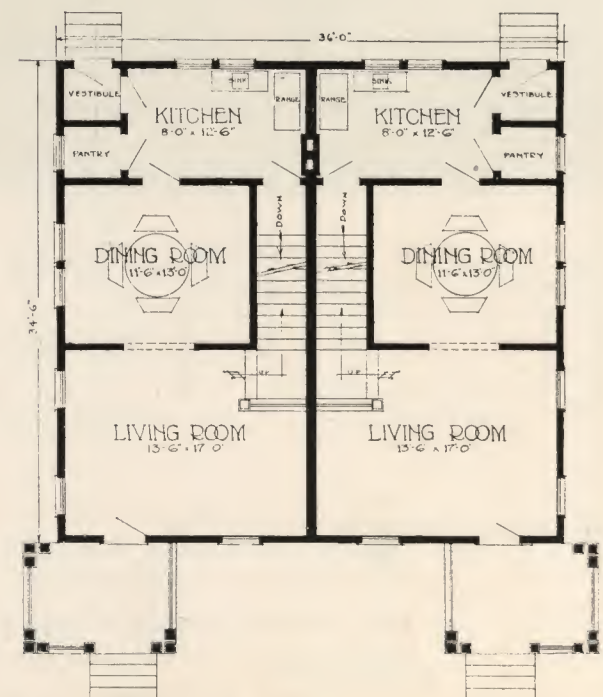 36'-0"
VESTIBULE
SINK
RANGE
RANGE
SINK
VESTIBULE
KITCHEN
8'-0" x 12'-6"
KITCHEN
8'-0" x 12'-6"
PANTRY
PANTRY
DOWN
DOWN
DINING ROOM
11'-6" x 13'-0"
DINING ROOM
11'-6" x 13'-0"
34'-6"
UP
UP
LIVING ROOM
13'-6" x 17'-0"
LIVING ROOM
13'-6" x 17'-0"